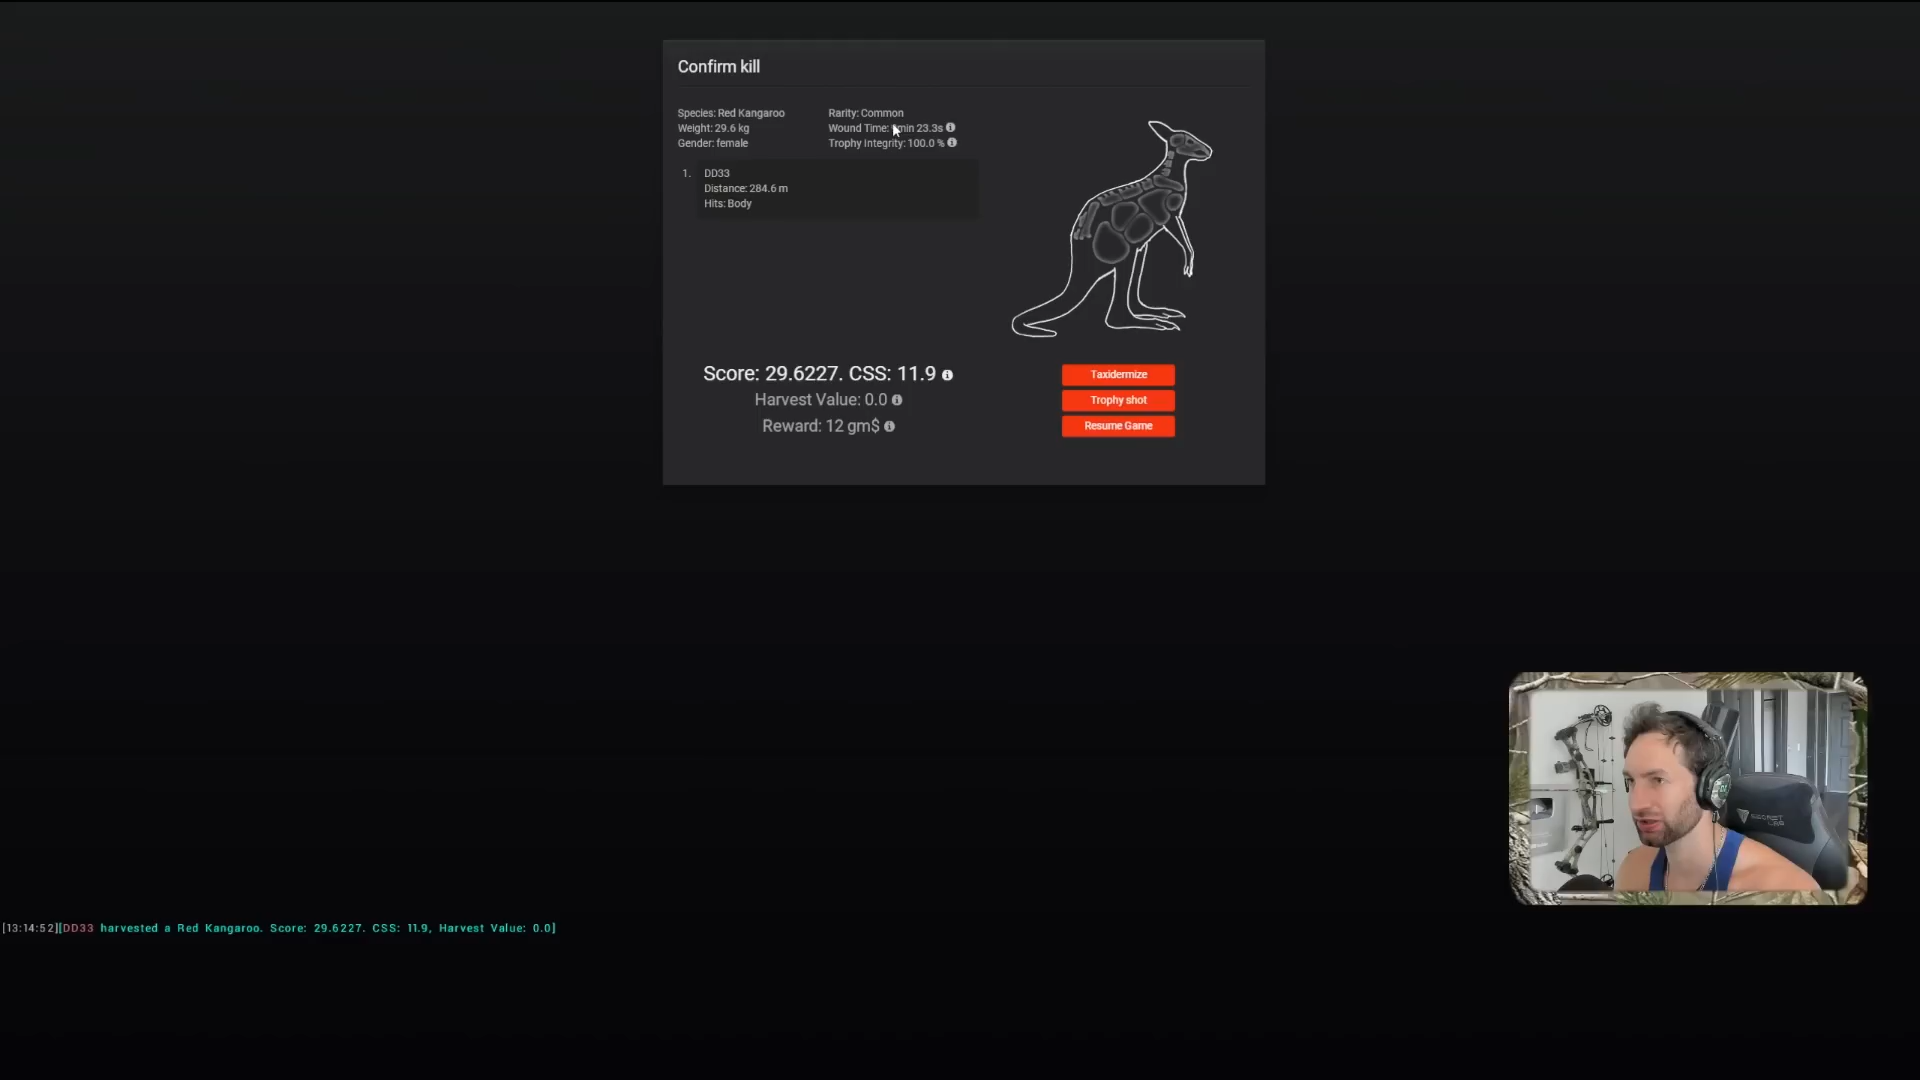 Confirm kill
Species: Red Kangaroo
Weight: 29.6 kg
Gender: female
Rarity: Common
Wound Time: min 23.3s
Trophy Integrity: 100.0 %
1. DD33
Distance: 284.6 m
Hits: Body
Score: 29.6227. CSS: 11.9
Harvest Value: 0.0
Reward: 12 gm$
Taxidermize
Trophy shot
Resume Game
SECRET LAB
[13:14:52][DD33 harvested a Red Kangaroo. Score: 29.6227. CSS: 11.9, Harvest Value: 0.0]